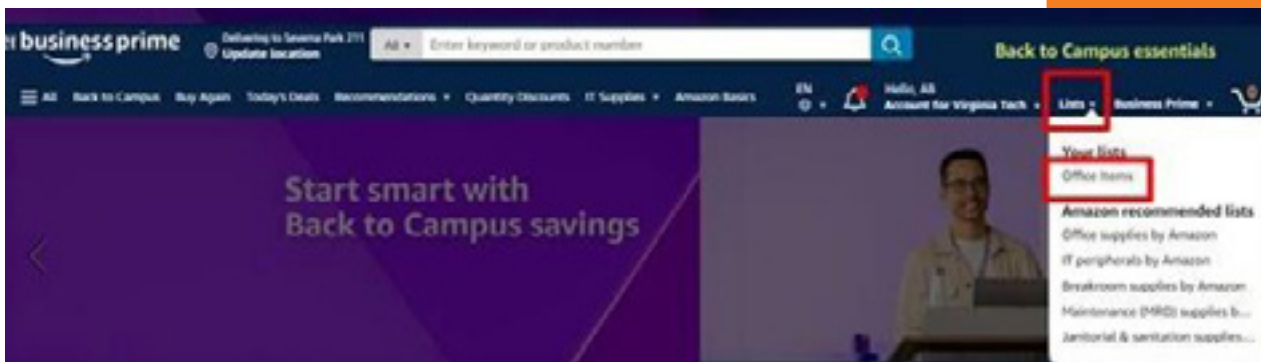 business prime
Delivering to Severna Park 211
Update location
All
Enter keyword or product number
Back to Campus essentials
All Back to Campus Buy Again Today's Deals Recommendations Quantity Discounts IT Supplies Amazon Basics
EN
Hello, AB
Account for Virginia Tech
Lists
Business Prime
0
Start smart with
Back to Campus savings
Your lists
Office Items
Amazon recommended lists
Office supplies by Amazon
IT peripherals by Amazon
Breakroom supplies by Amazon
Maintenance (MRO) supplies b...
Janitorial & sanitation supplies...